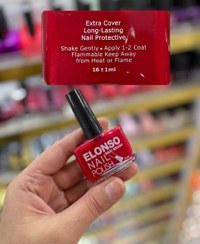 Extra Cover
Long-Lasting
Nail Protective
Shake Gently • Apply 1-2 Coat
Flammable Keep Away
from Heat or Flame
16 ± 1ml
ELONSO
NAIL
POLISH